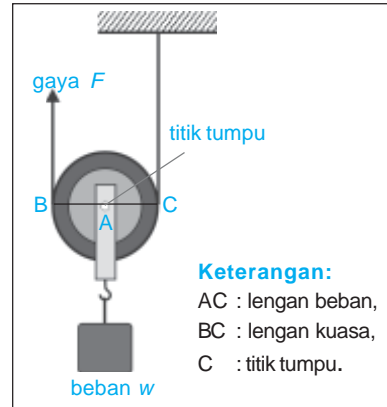 gaya F
titik tumpu
B
C
A
Keterangan:
AC : lengan beban,
BC : lengan kuasa,
C : titik tumpu.
beban w